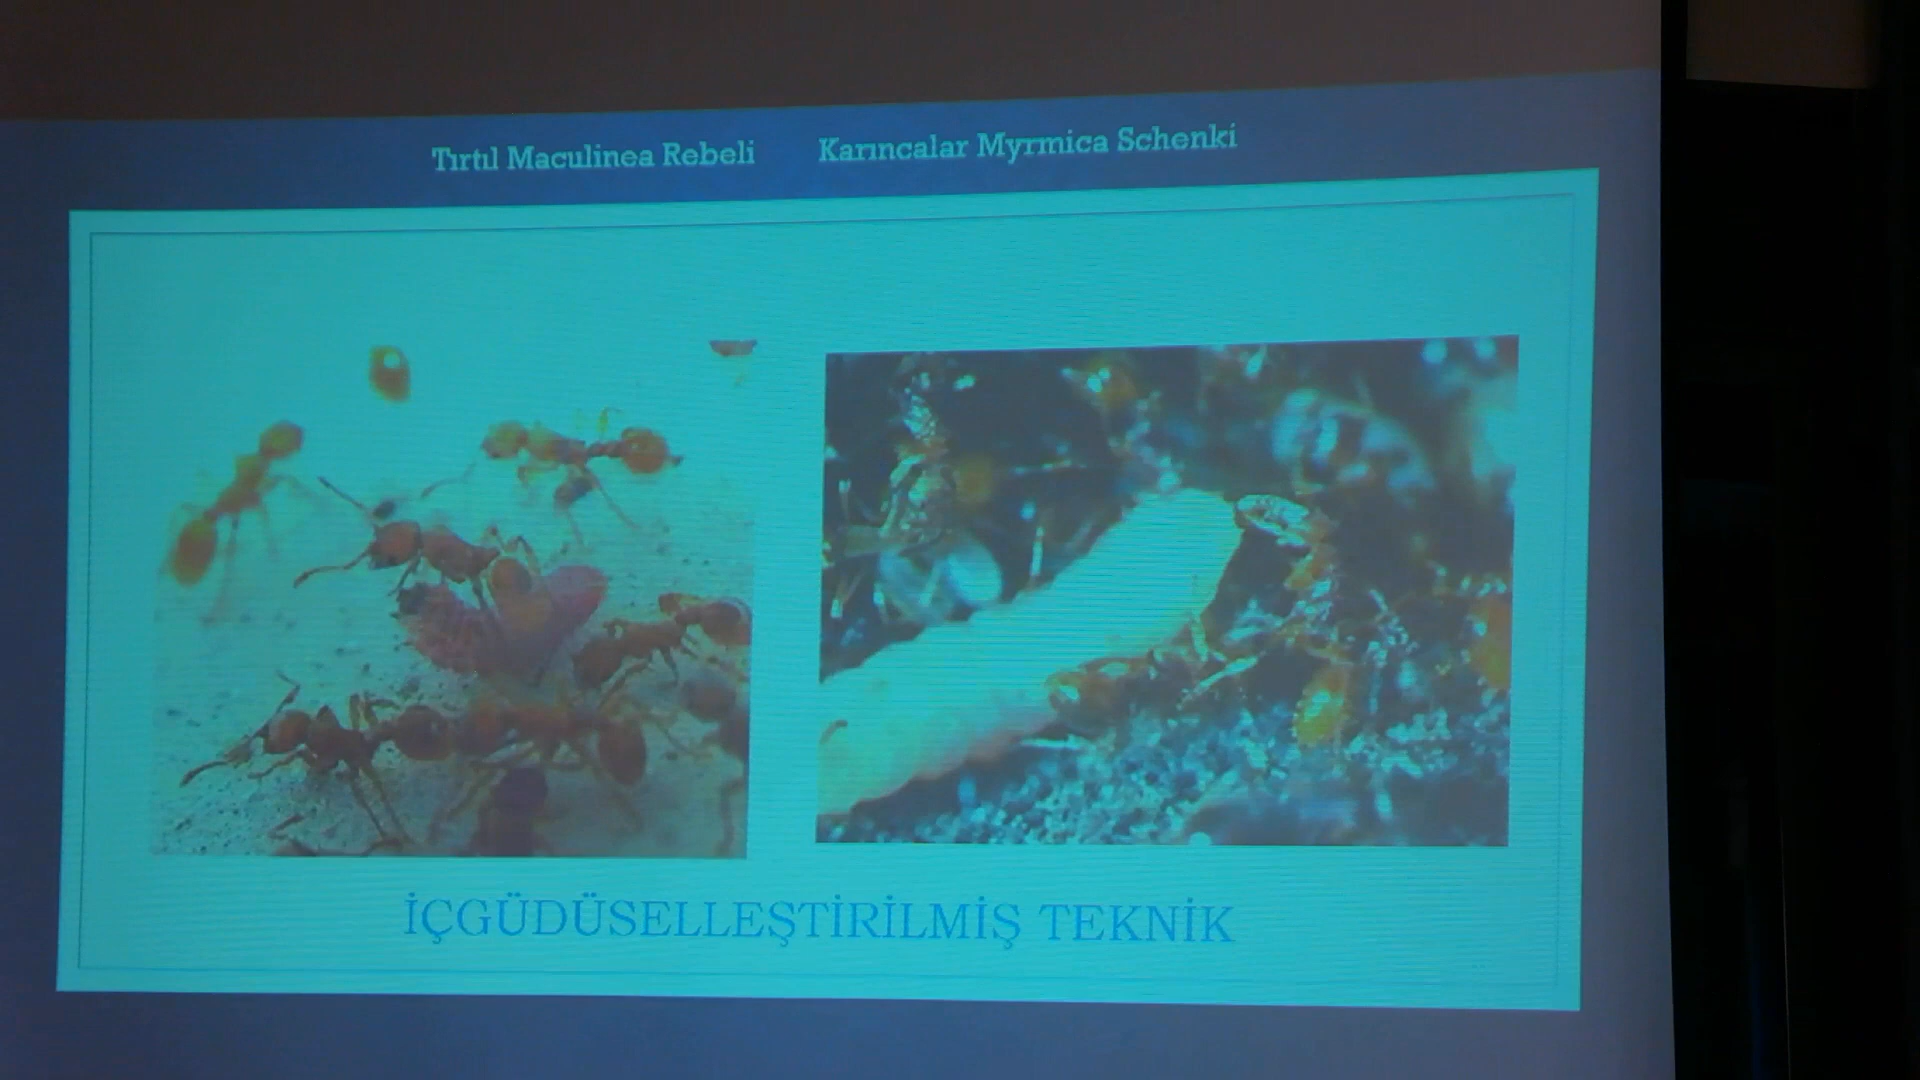 Tırtıl Maculinea Rebeli Karıncalar Myrmica Schenki
İÇGÜDÜSELLEŞTİRİLMİŞ TEKNİK